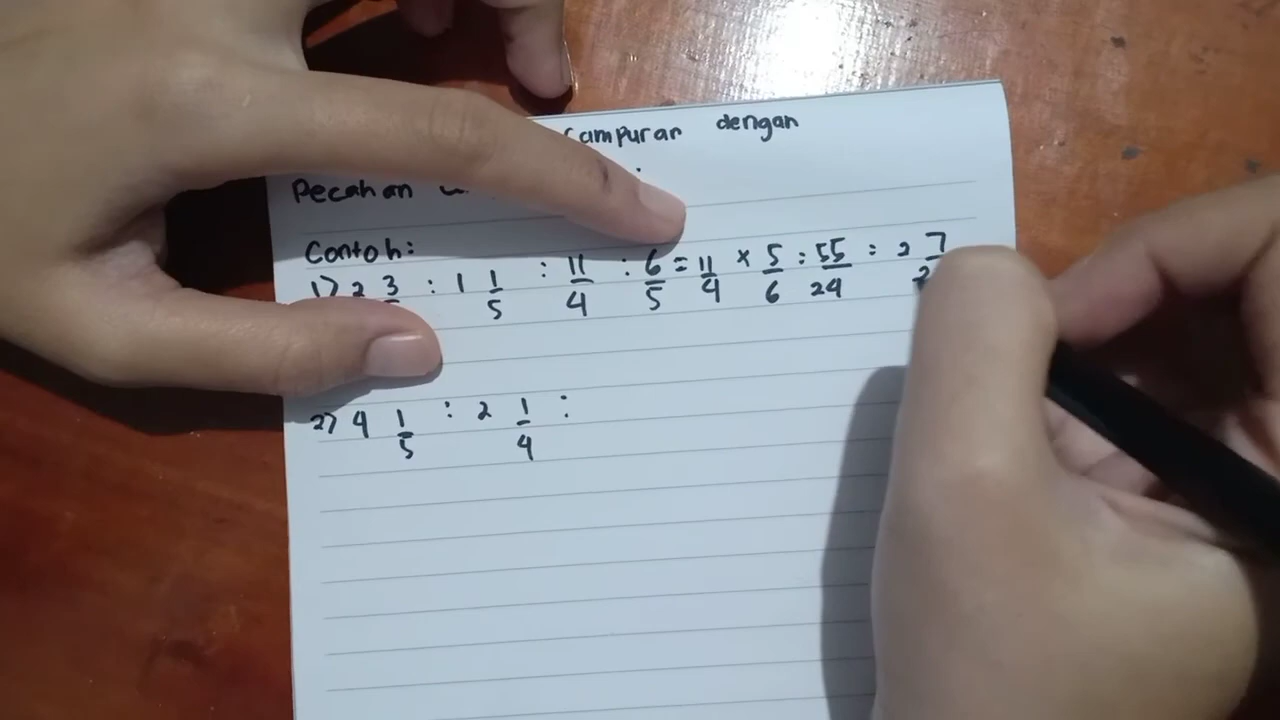 campuran dengan
Pecahan
Contoh:
1) 2 3 : 1 1/5 : 11/4 : 6/5 = 11/4 × 5/6 : 55/24 : 2 7
2) 4 1/5 : 2 1/4 :